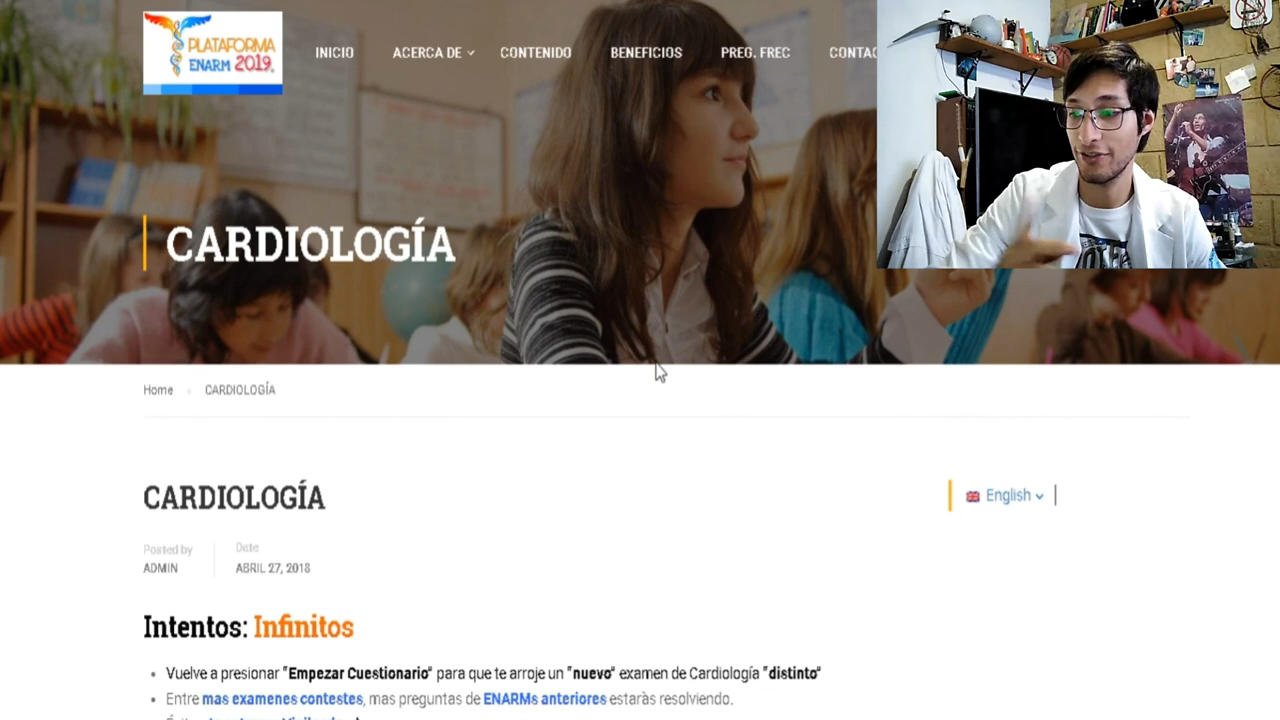 PLATAFORMA
ENARM 2019
INICIO
ACERCA DE
CONTENIDO
BENEFICIOS
PREG. FREC
CONTAC
CARDIOLOGÍA
Home
CARDIOLOGÍA
CARDIOLOGÍA
English
Posted by
ADMIN
Date
ABRIL 27, 2018
Intentos: Infinitos
Vuelve a presionar "Empezar Cuestionario" para que te arroje un "nuevo" examen de Cardiología "distinto"
Entre mas examenes contestes, mas preguntas de ENARMs anteriores estaràs resolviendo.